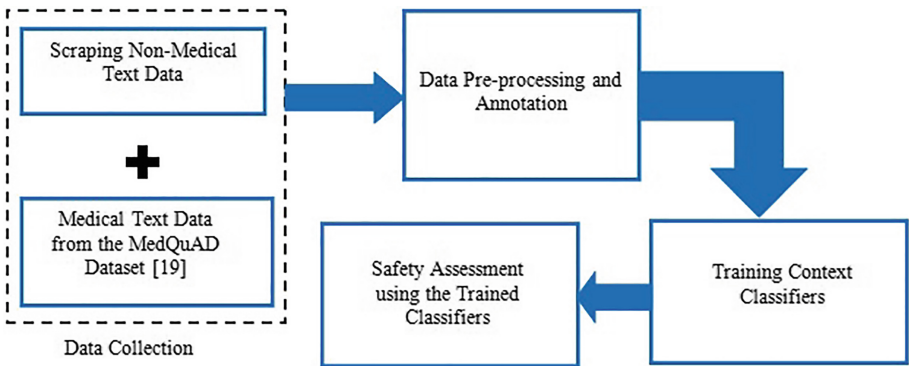 Scraping Non-Medical
Text Data
Medical Text Data
from the MedQuAD
Dataset [19]
Data Collection
Data Pre-processing and
Annotation
Training Context
Classifiers
Safety Assessment
using the Trained
Classifiers